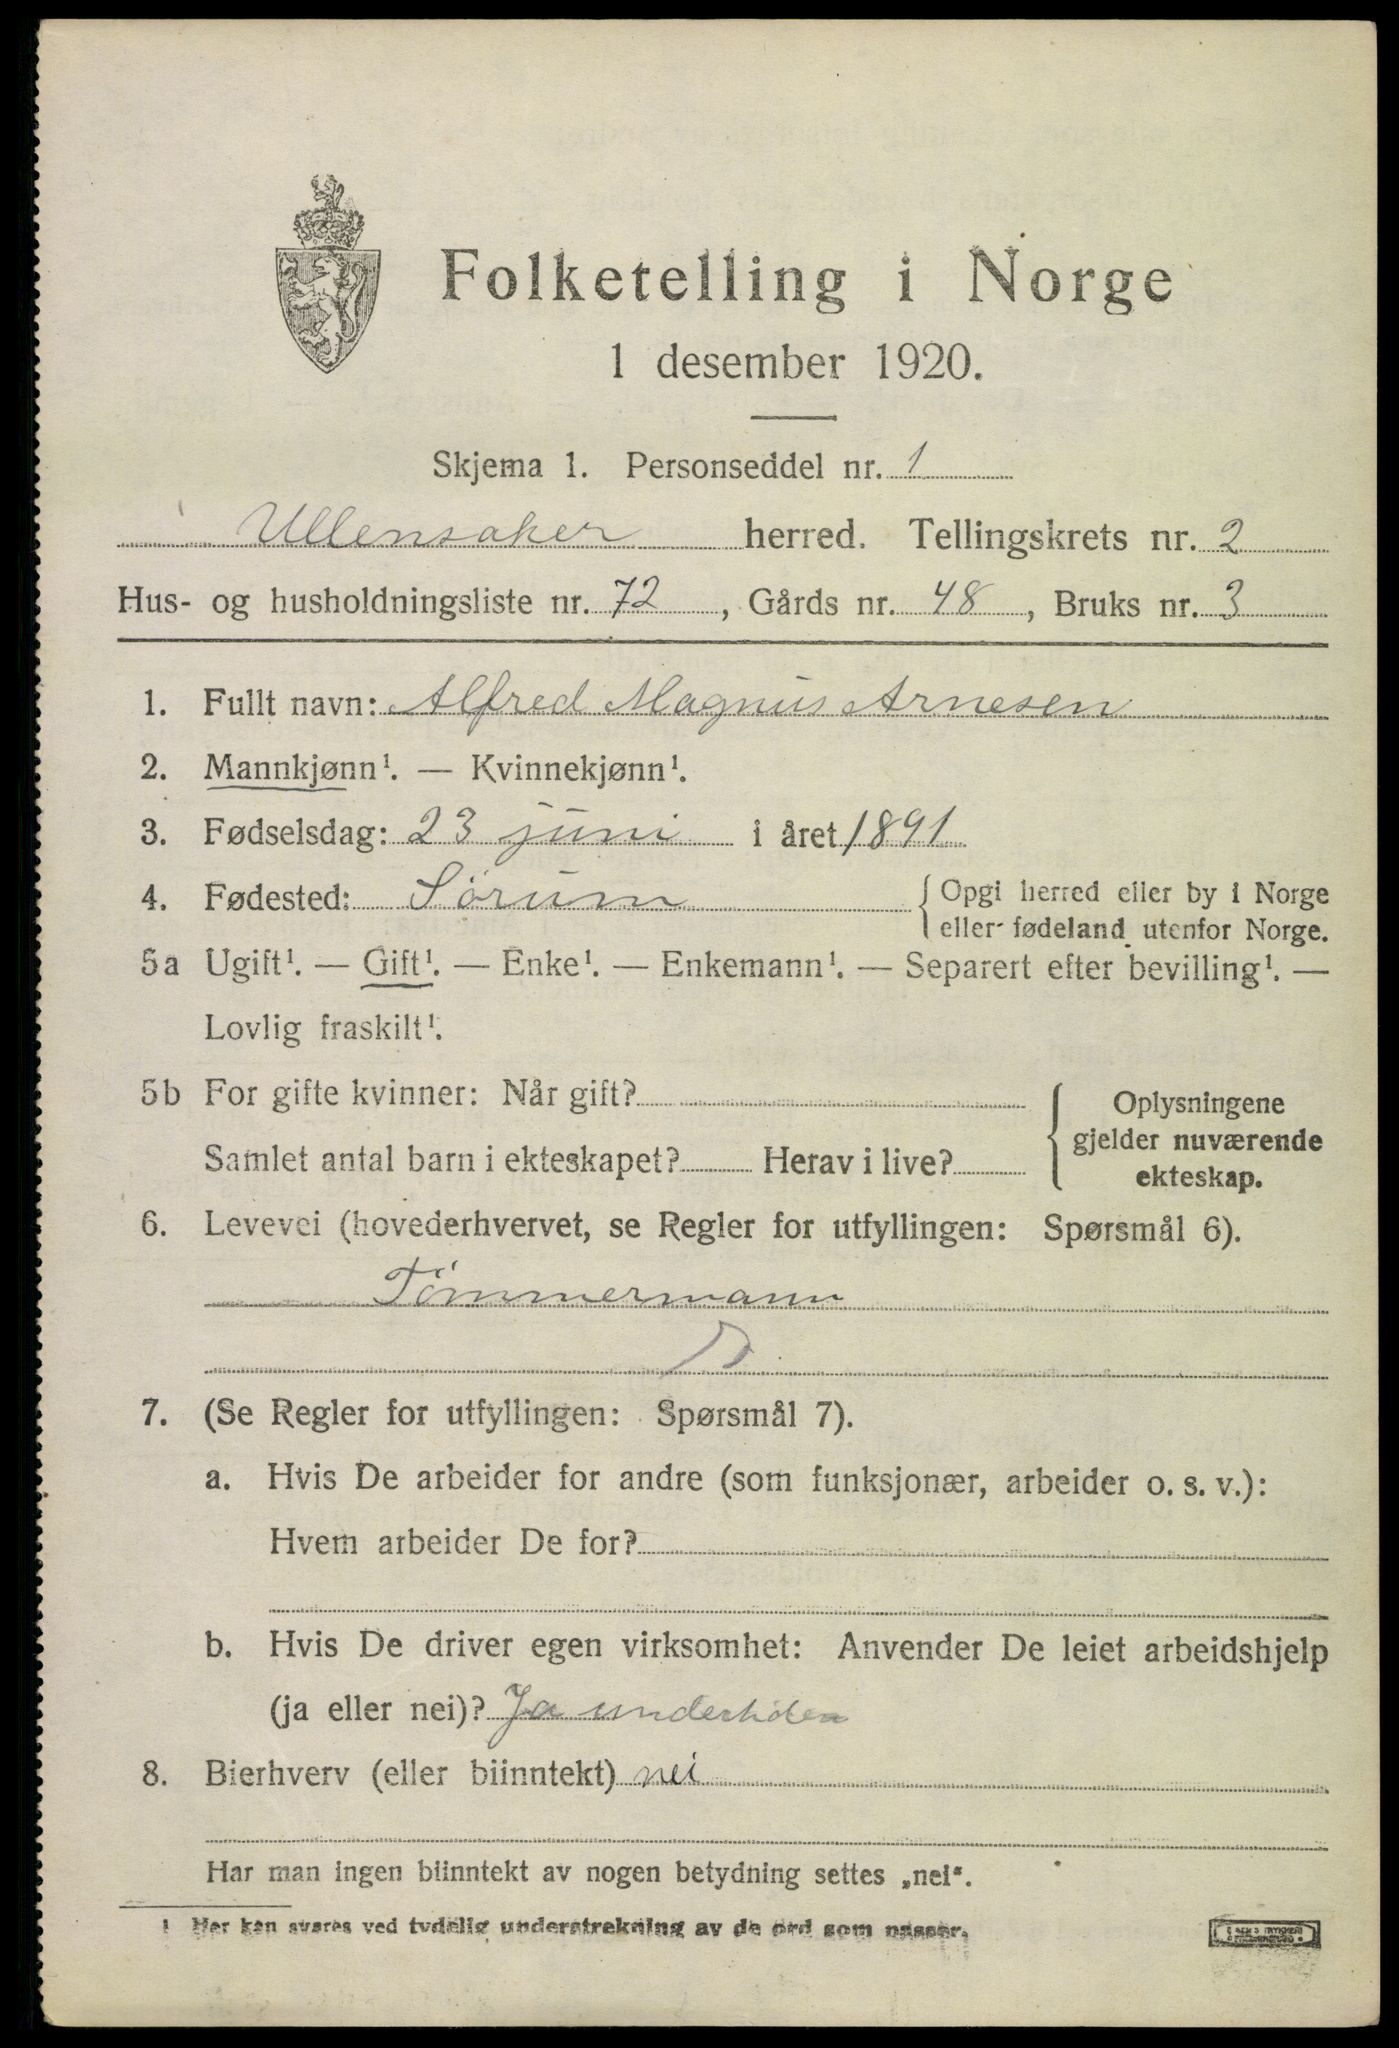 Folketelling i Norge
1 desember 1920.
Skjema 1. Personseddel nr. 1
Ullensaker herred. Tellingskrets nr. 2
Hus- og husholdningsliste nr. 72, Gårds nr. 48, Bruks nr. 3
1. Fullt navn: Alfred Magnus Arnesen
2. Mannkjønn¹. — Kvinnekjønn¹.
3. Fødselsdag: 23 juni i året 1891
4. Fødested: Sörum
Opgi herred eller by i Norge
eller fødeland utenfor Norge.
5a Ugift¹. — Gift¹. — Enke¹. — Enkemann¹. — Separert efter bevilling¹. —
Lovlig fraskilt¹.
5b For gifte kvinner: Når gift?
Samlet antal barn i ekteskapet? Herav i live?
Oplysningene
gjelder nuværende
ekteskap.
6. Levevei (hovederhvervet, se Regler for utfyllingen: Spørsmål 6).
Tömmermann
7. (Se Regler for utfyllingen: Spørsmål 7).
a. Hvis De arbeider for andre (som funksjonær, arbeider o. s. v.):
Hvem arbeider De for?
b. Hvis De driver egen virksomhet: Anvender De leiet arbeidshjelp
(ja eller nei)? Ja
8. Bierhverv (eller biinntekt) nei
Har man ingen biinntekt av nogen betydning settes „nei“.
1 Her kan svares ved tydelig understrekning av de ord som passer.